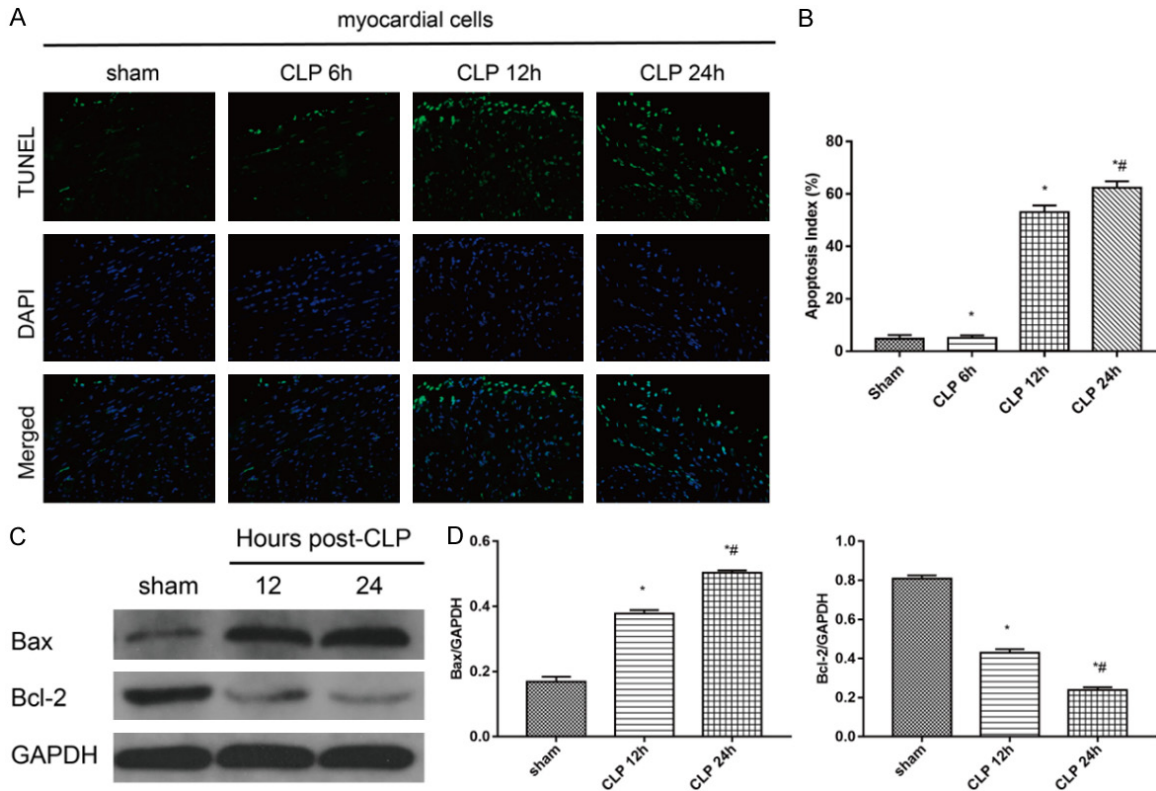 A
myocardial cells
sham CLP 6h CLP 12h CLP 24h
TUNEL
DAPI
Merged
B
Apoptosis Index (%)
80
60
40
20
0
*
*
*#
Sham CLP 6h CLP 12h CLP 24h
C
Hours post-CLP
sham 12 24
Bax
Bcl-2
GAPDH
D
Bax/GAPDH
0.6
0.4
0.2
0.0
*
*#
sham CLP 12h CLP 24h
Bcl-2/GAPDH
1.0
0.8
0.6
0.4
0.2
0.0
*
*#
sham CLP 12h CLP 24h